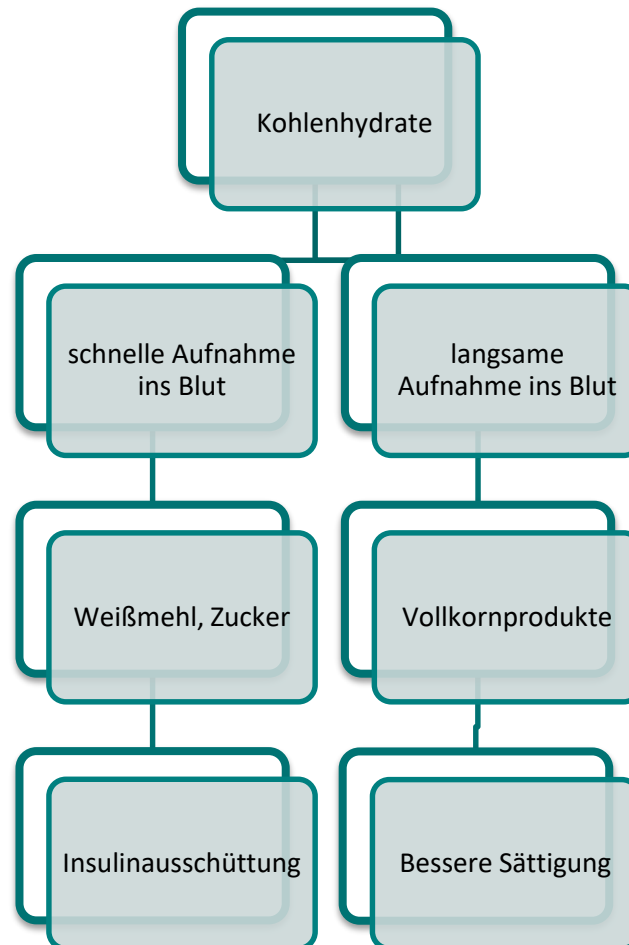 Kohlenhydrate
schnelle Aufnahme
ins Blut
langsame
Aufnahme ins Blut
Weißmehl, Zucker
Vollkornprodukte
Insulinausschüttung
Bessere Sättigung